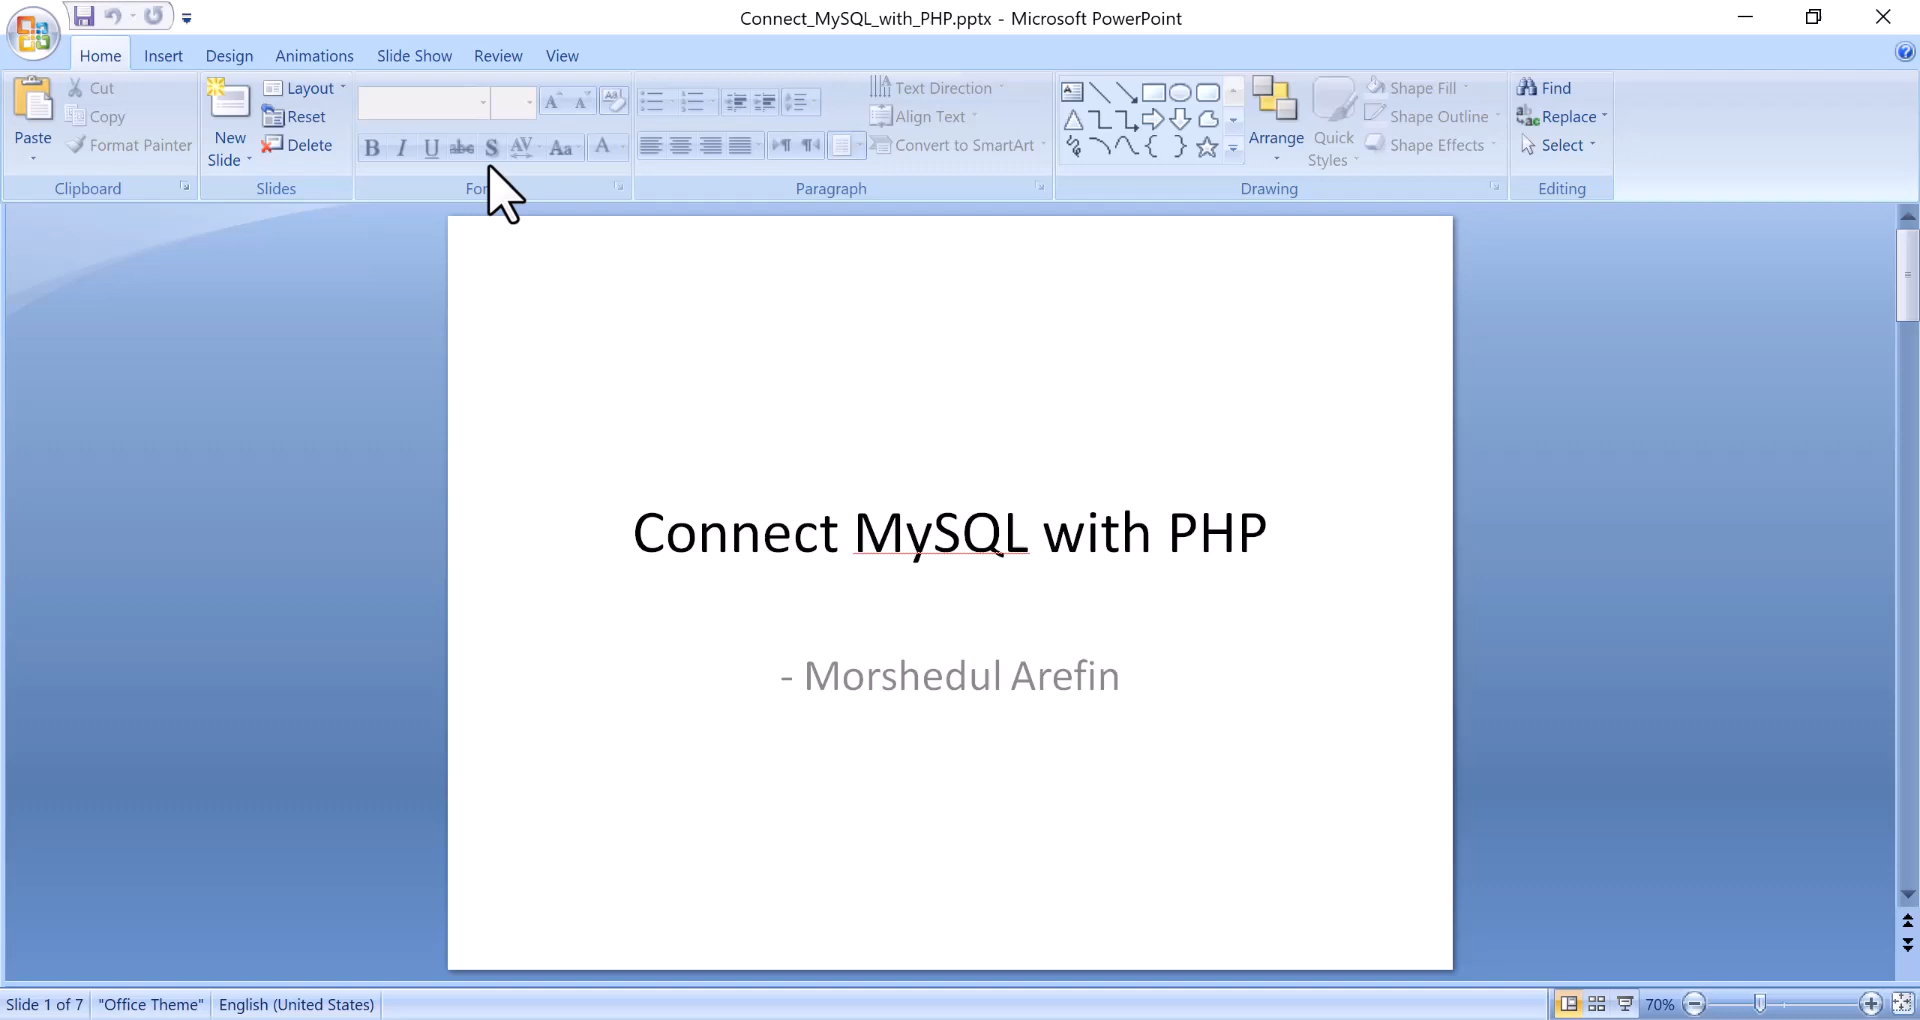 Connect_MySQL_with_PHP.pptx - Microsoft PowerPoint
Home Insert Design Animations Slide Show Review View
Paste
Cut
Copy
Format Painter
Clipboard
New Slide
Layout
Reset
Delete
Slides
B I U abc S AV Aa A
Text Direction
Align Text
Convert to SmartArt
Paragraph
Arrange
Quick Styles
Shape Fill
Shape Outline
Shape Effects
Drawing
Find
Replace
Select
Editing
Connect MySQL with PHP
- Morshedul Arefin
Slide 1 of 7 "Office Theme" English (United States) 70%